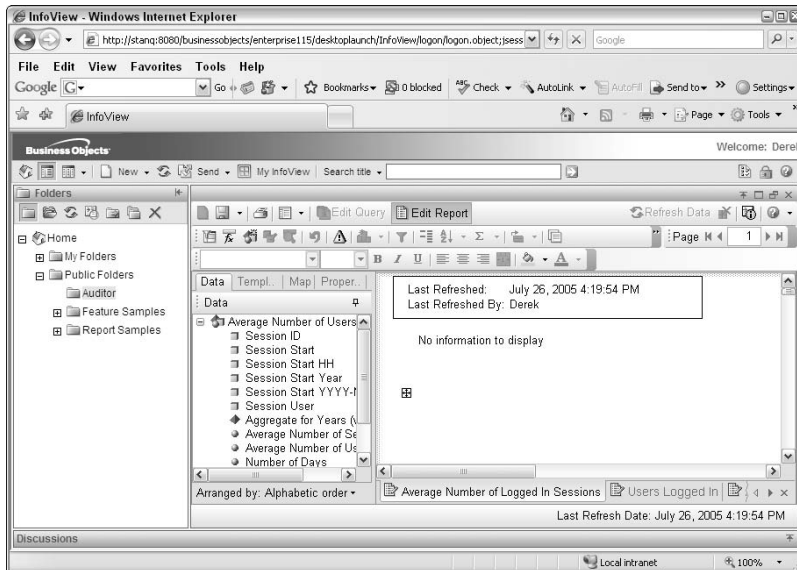 InfoView - Windows Internet Explorer
http://stanq:8080/businessobjects/enterprise115/desktoplaunch/InfoView/logon/logon.object;jsess
Google
File Edit View Favorites Tools Help
Google G Go Bookmarks 0 blocked ABC Check AutoLink AutoFill Send to >> Settings
InfoView Page Tools
Business Objects Welcome: Derel
New Send My InfoView Search title
Folders
Edit Query Edit Report Refresh Data
Home
My Folders
Public Folders
Auditor
Feature Samples
Report Samples
Page 1
B I U A
Data Templ.. Map Proper..
Data
Average Number of Users
Session ID
Session Start
Session Start HH
Session Start Year
Session Start YYYY-
Session User
Aggregate for Years (
Average Number of Se
Average Number of Us
Number of Days
Arranged by: Alphabetic order
Last Refreshed: July 26, 2005 4:19:54 PM
Last Refreshed By: Derek
No information to display
Average Number of Logged In Sessions Users Logged In
Last Refresh Date: July 26, 2005 4:19:54 PM
Discussions
Local intranet 100%